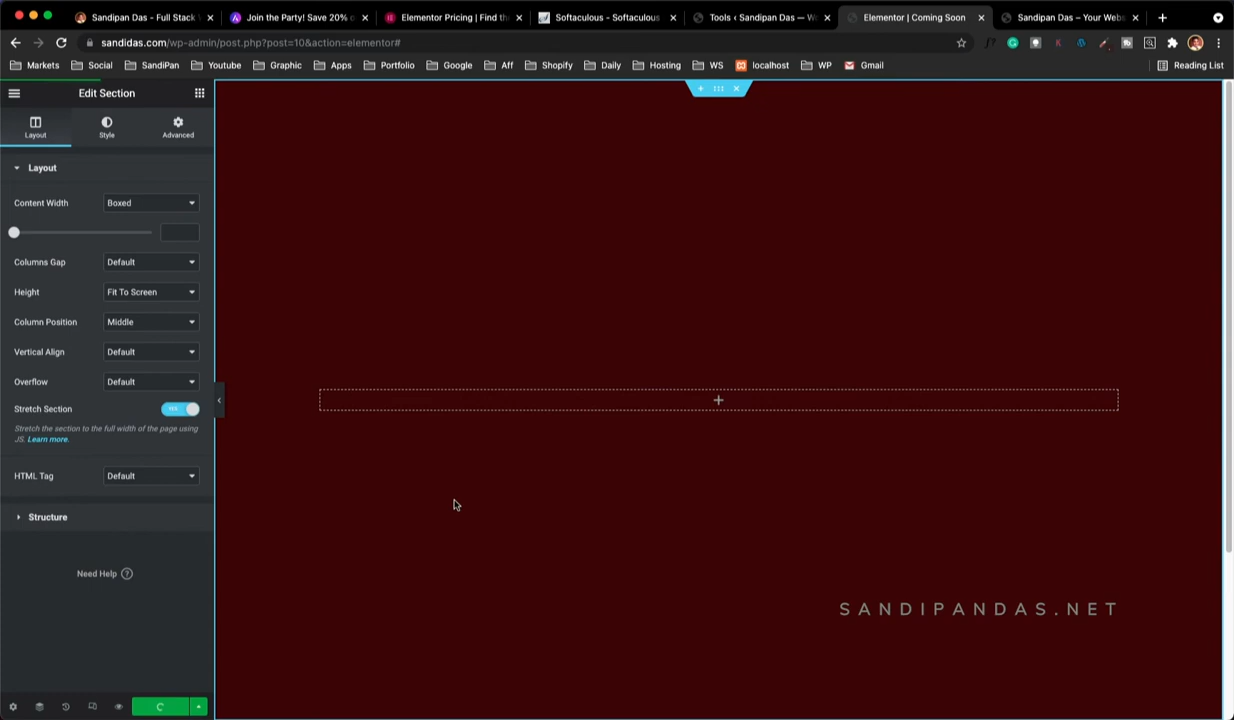 Sandipan Das - Full Stack
Join the Party! Save 20%
Elementor Pricing | Find th
Softaculous - Softaculous
Tools ‹ Sandipan Das — W
Elementor | Coming Soon
Sandipan Das – Your Webs
sandidas.com/wp-admin/post.php?post=10&action=elementor#
Markets Social SandiPan Youtube Graphic Apps Portfolio Google Aff Shopify Daily Hosting WS localhost WP Gmail Reading List
Edit Section
Layout Style Advanced
Layout
Content Width Boxed
Columns Gap Default
Height Fit To Screen
Column Position Middle
Vertical Align Default
Overflow Default
Stretch Section YES
Stretch the section to the full width of the page using
JS. Learn more.
HTML Tag Default
Structure
Need Help ?
SANDIPANDAS.NET